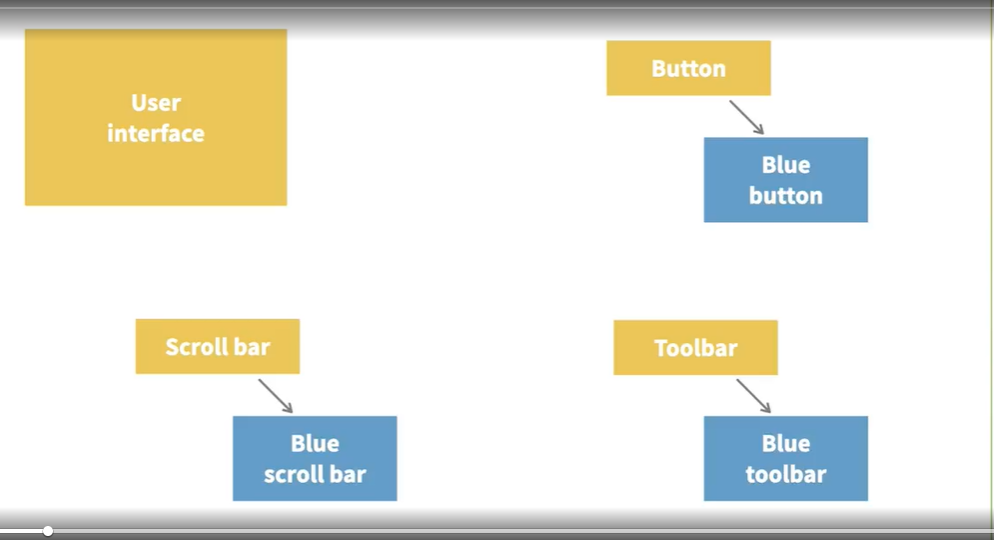 User
interface
Button
Blue
button
Scroll bar
Blue
scroll bar
Toolbar
Blue
toolbar